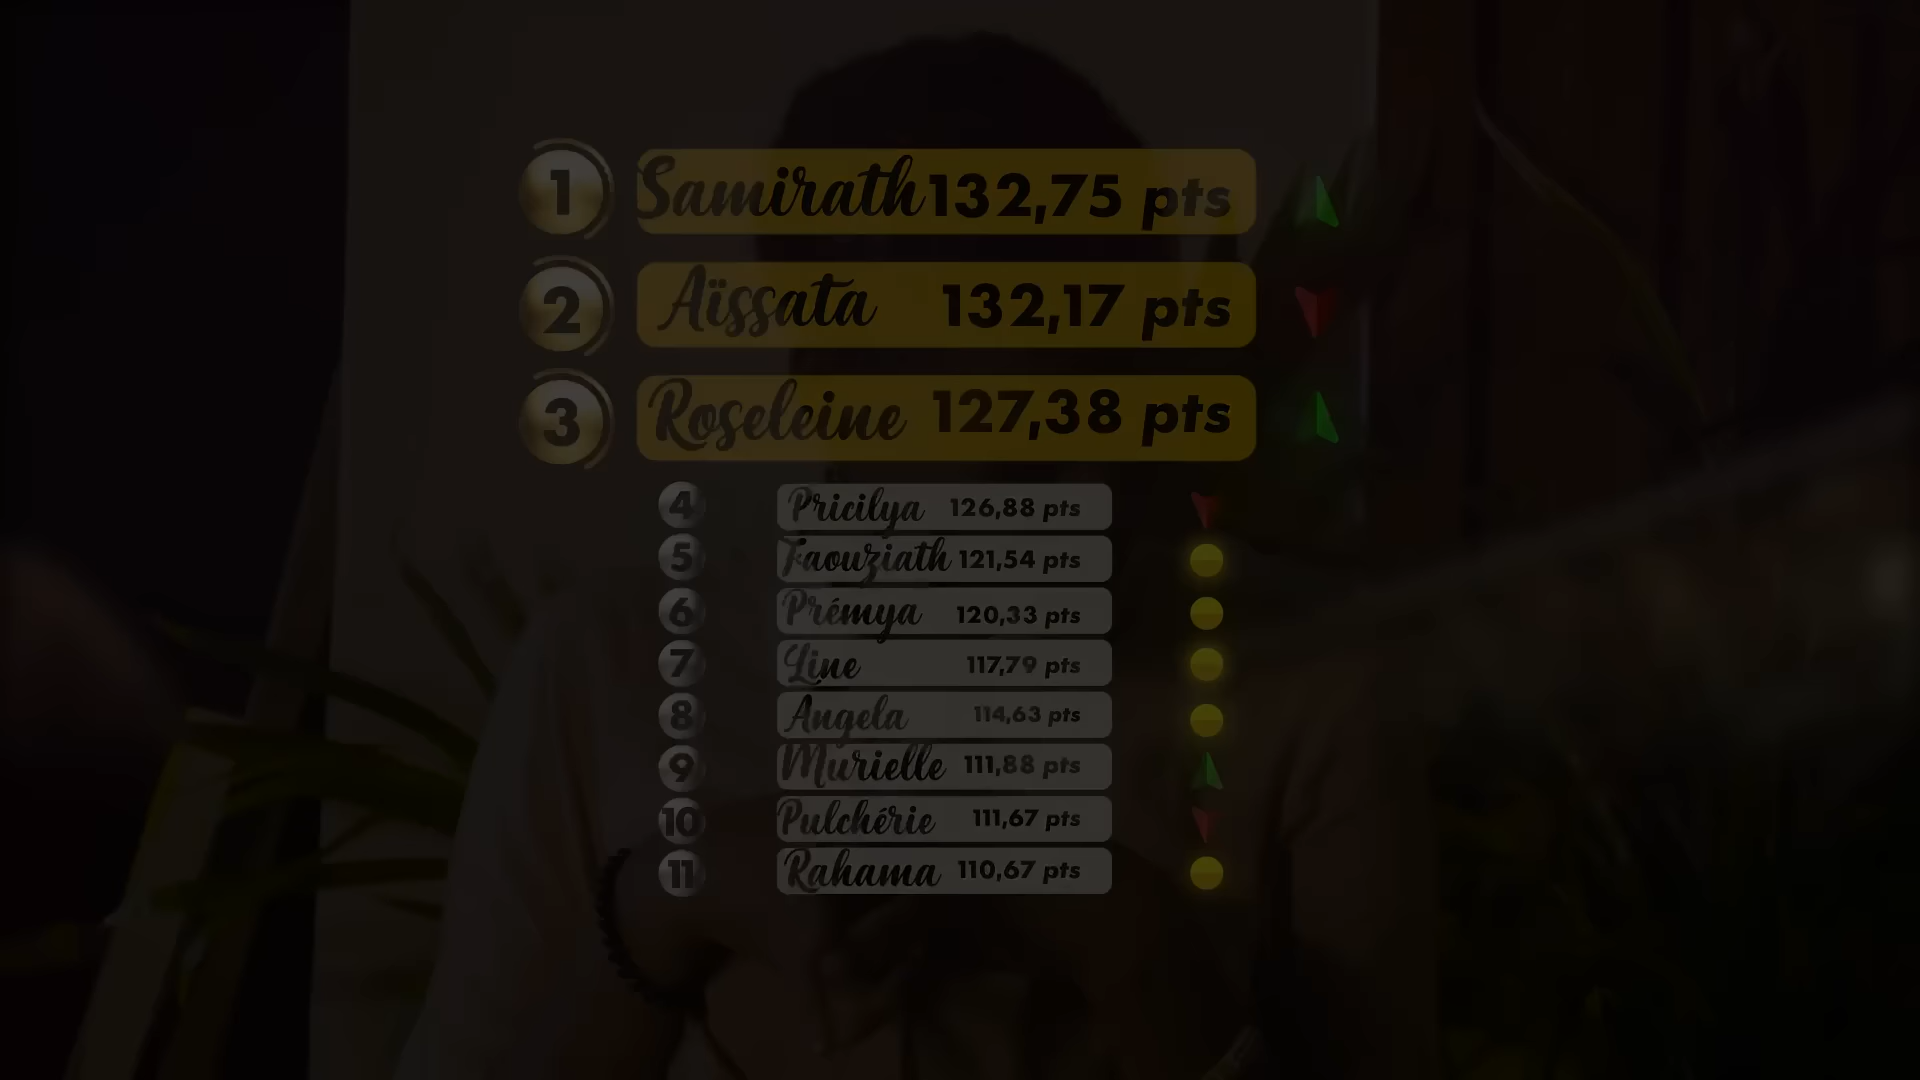 1 Samirath 132,75 pts
2 Aïssata 132,17 pts
3 Roseleine 127,38 pts
4 Pricilya 126,88 pts
5 Faouziath 121,54 pts
6 Prémya 120,33 pts
7 Line 117,79 pts
8 Angela 114,63 pts
9 Murielle 111,88 pts
10 Pulchérie 111,67 pts
11 Rahama 110,67 pts